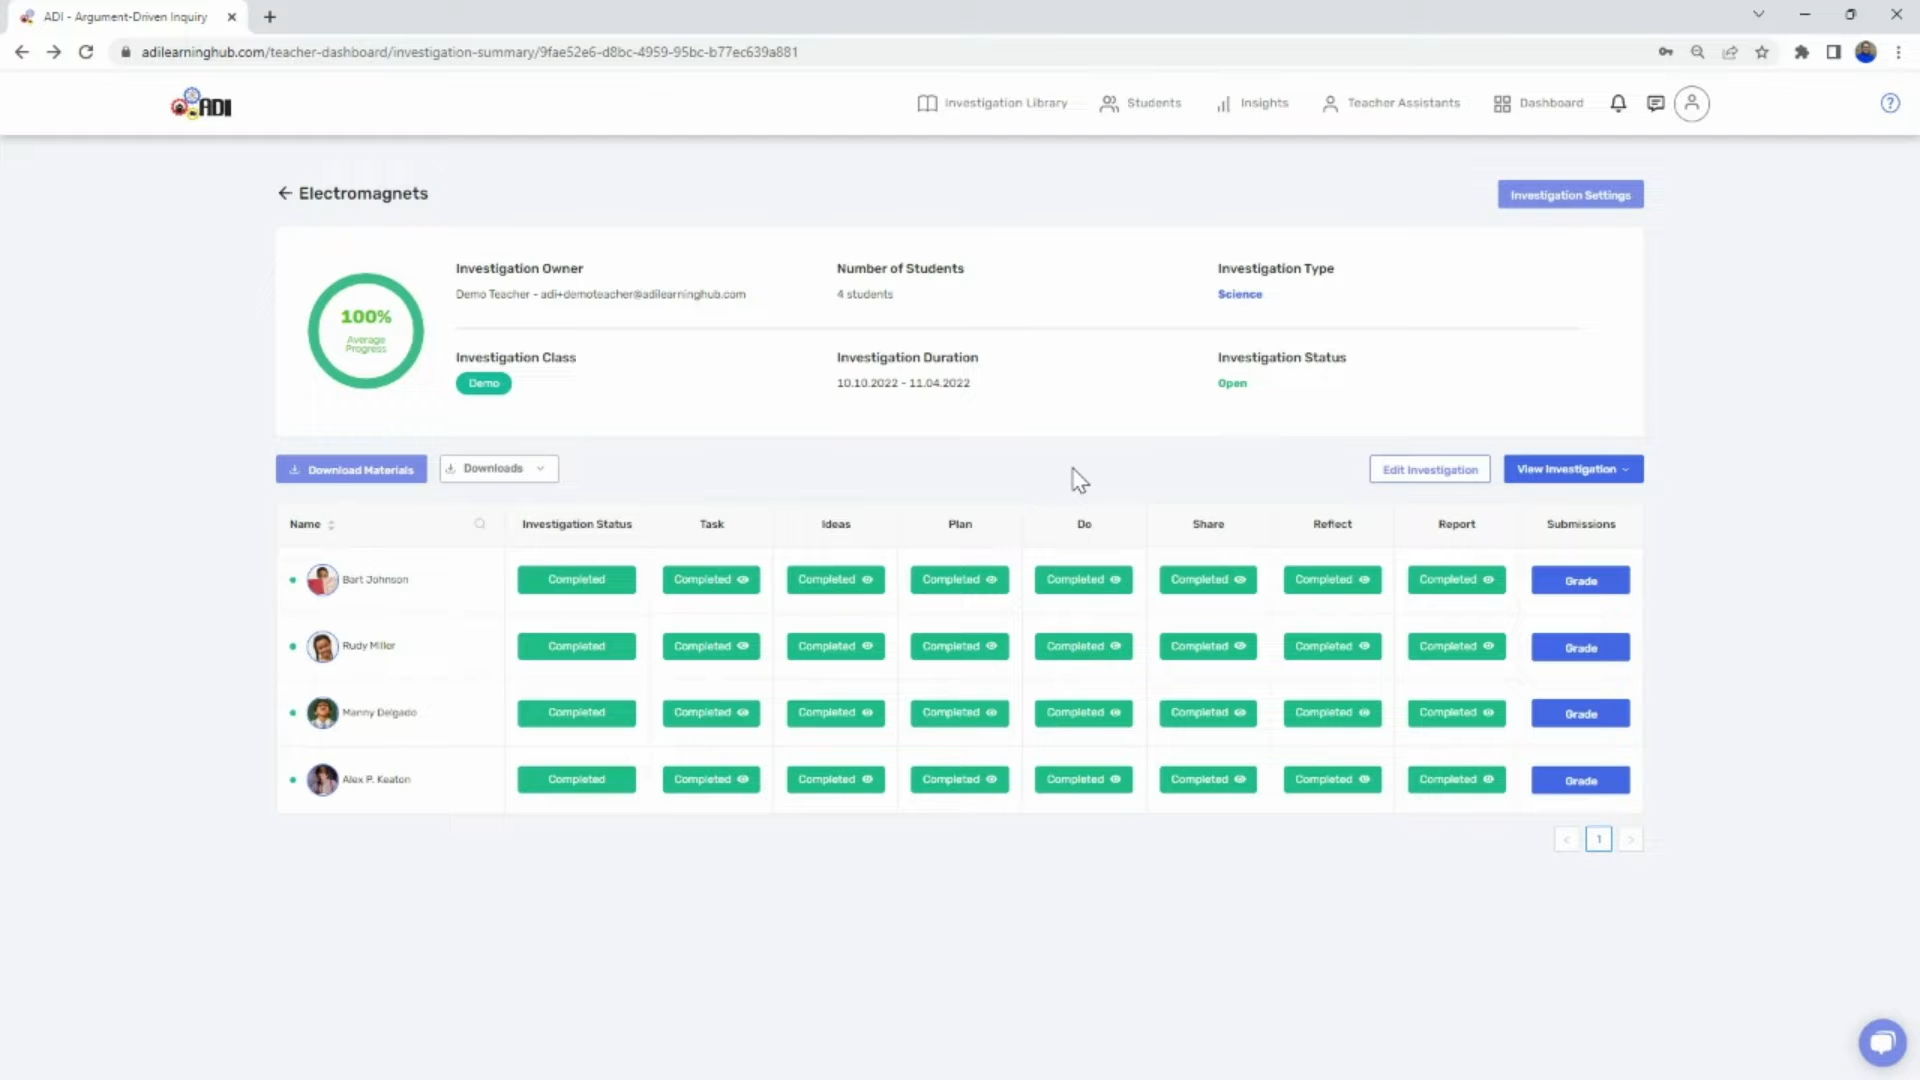 ADI - Argument-Driven Inquiry
adilearninghub.com/teacher-dashboard/investigation-summary/9fae52e6-d8bc-4959-95bc-b77ec639a881
ADI Investigation Library Students Insights Teacher Assistants Dashboard
Electromagnets Investigation Settings
Investigation Owner Number of Students Investigation Type
Demo Teacher - adi+demoteacher@adilearninghub.com 4 students Science
100%
Average
Progress
Investigation Class Investigation Duration Investigation Status
Demo 10.10.2022 - 11.04.2022 Open
Download Materials Downloads Edit Investigation View Investigation
Name Investigation Status Task Ideas Plan Do Share Reflect Report Submissions
Bart Johnson Completed Completed Completed Completed Completed Completed Completed Completed Grade
Rudy Miller Completed Completed Completed Completed Completed Completed Completed Completed Grade
Manny Delgado Completed Completed Completed Completed Completed Completed Completed Completed Grade
Alex P. Keaton Completed Completed Completed Completed Completed Completed Completed Completed Grade
< 1 >